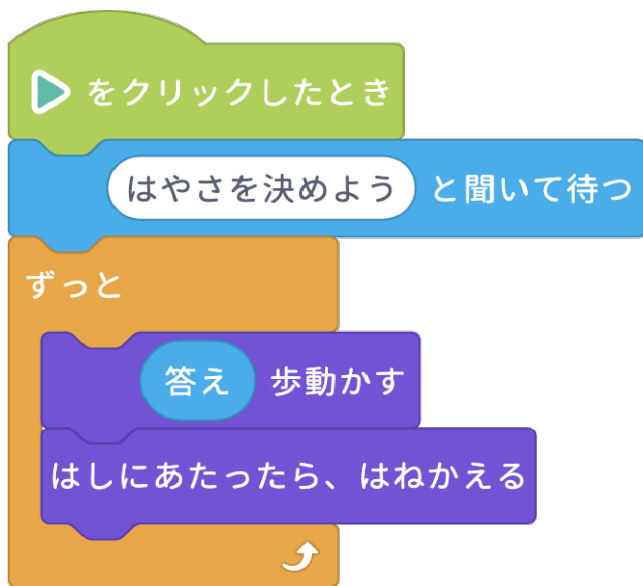 をクリックしたとき
はやさを決めよう と聞いて待つ
ずっと
答え 歩動かす
はしにあたったら、はねかえる